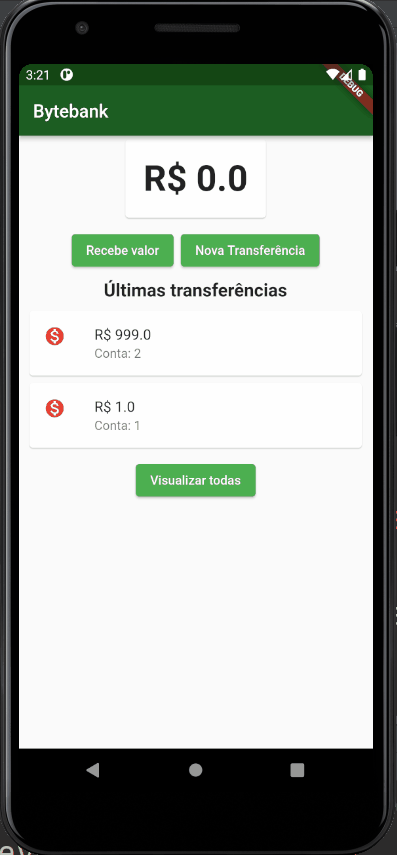 3:21
DEBUG
Bytebank
R$ 0.0
Recebe valor Nova Transferência
Últimas transferências
R$ 999.0
Conta: 2
R$ 1.0
Conta: 1
Visualizar todas